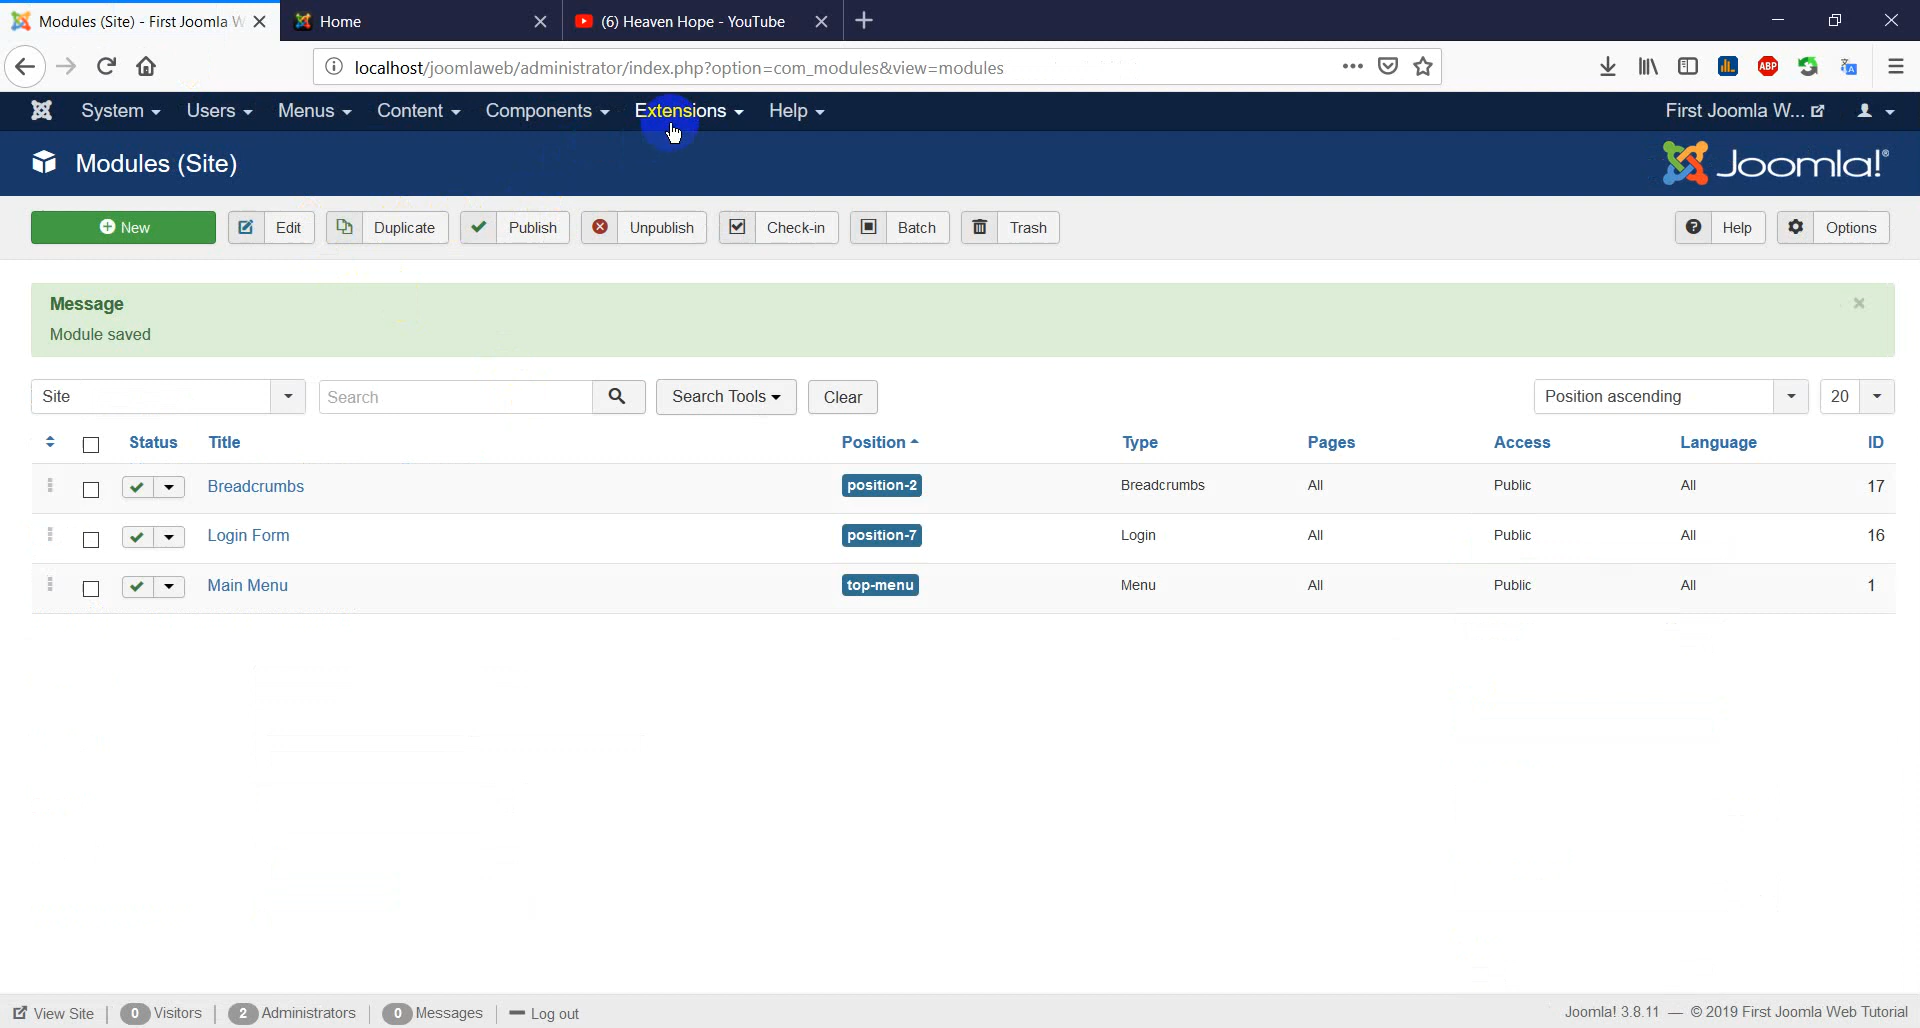 Modules (Site) - First Joomla W
Home
(6) Heaven Hope - YouTube
localhost/joomlaweb/administrator/index.php?option=com_modules&view=modules
ABP
System Users Menus Content Components Extensions Help First Joomla W...
Modules (Site) Joomla!®
New Edit Duplicate Publish Unpublish Check-in Batch Trash Help Options
Message
Module saved
Site Search Search Tools Clear Position ascending 20
Status Title Position Type Pages Access Language ID
Breadcrumbs position-2 Breadcrumbs All Public All 17
Login Form position-7 Login All Public All 16
Main Menu top-menu Menu All Public All 1
View Site 0 Visitors 2 Administrators 0 Messages Log out Joomla! 3.8.11 — © 2019 First Joomla Web Tutorial